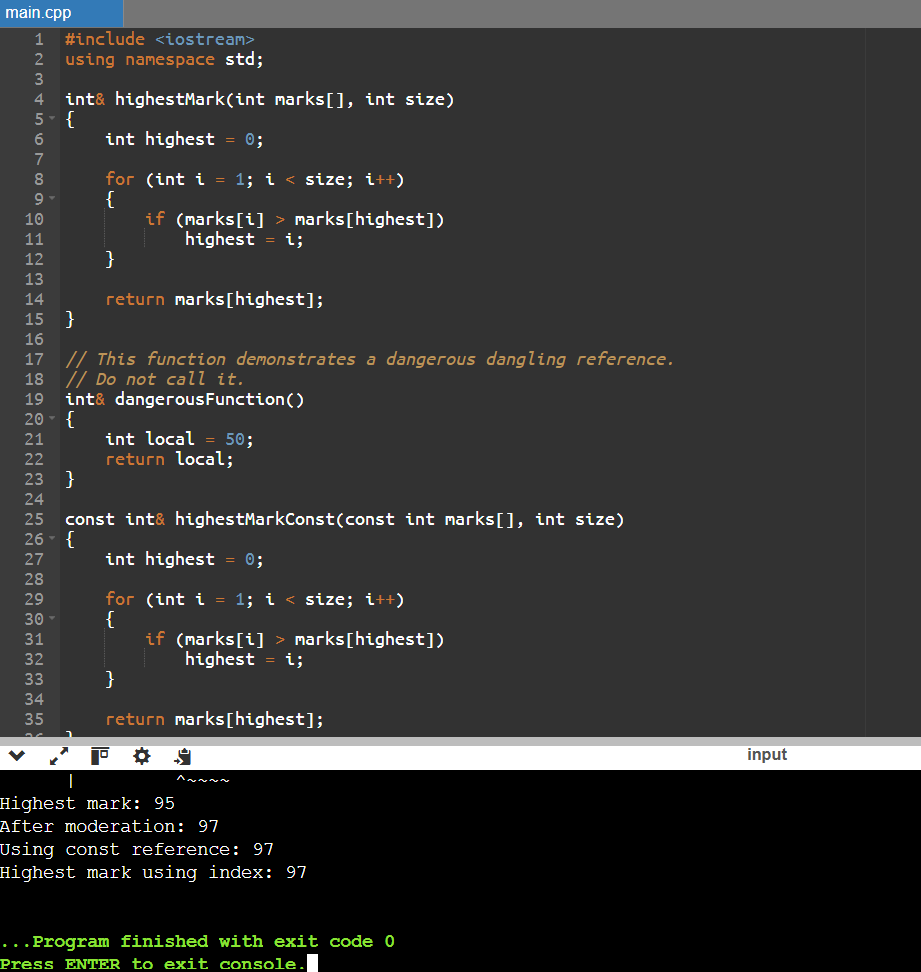 main.cpp
1 #include <iostream>
2 using namespace std;
3
4 int& highestMark(int marks[], int size)
5 {
6     int highest = 0;
7
8     for (int i = 1; i < size; i++)
9     {
10         if (marks[i] > marks[highest])
11             highest = i;
12     }
13
14     return marks[highest];
15 }
16
17 // This function demonstrates a dangerous dangling reference.
18 // Do not call it.
19 int& dangerousFunction()
20 {
21     int local = 50;
22     return local;
23 }
24
25 const int& highestMarkConst(const int marks[], int size)
26 {
27     int highest = 0;
28
29     for (int i = 1; i < size; i++)
30     {
31         if (marks[i] > marks[highest])
32             highest = i;
33     }
34
35     return marks[highest];
36 }
input
      |          ^~~~~
Highest mark: 95
After moderation: 97
Using const reference: 97
Highest mark using index: 97
...Program finished with exit code 0
Press ENTER to exit console.